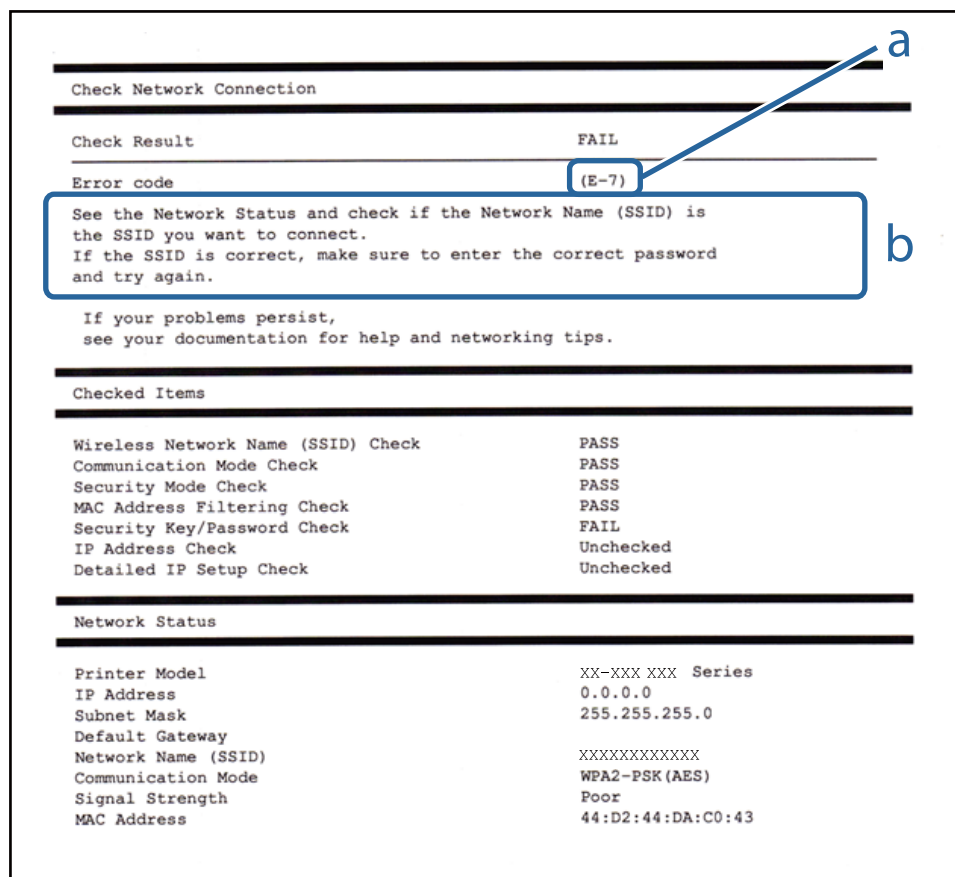 a
Check Network Connection
Check Result FAIL
Error code (E-7)
See the Network Status and check if the Network Name (SSID) is
the SSID you want to connect.
If the SSID is correct, make sure to enter the correct password
and try again.
b
If your problems persist,
see your documentation for help and networking tips.
Checked Items
Wireless Network Name (SSID) Check PASS
Communication Mode Check PASS
Security Mode Check PASS
MAC Address Filtering Check PASS
Security Key/Password Check FAIL
IP Address Check Unchecked
Detailed IP Setup Check Unchecked
Network Status
Printer Model XX-XXX XXX Series
IP Address 0.0.0.0
Subnet Mask 255.255.255.0
Default Gateway
Network Name (SSID) XXXXXXXXXXXX
Communication Mode WPA2-PSK(AES)
Signal Strength Poor
MAC Address 44:D2:44:DA:C0:43